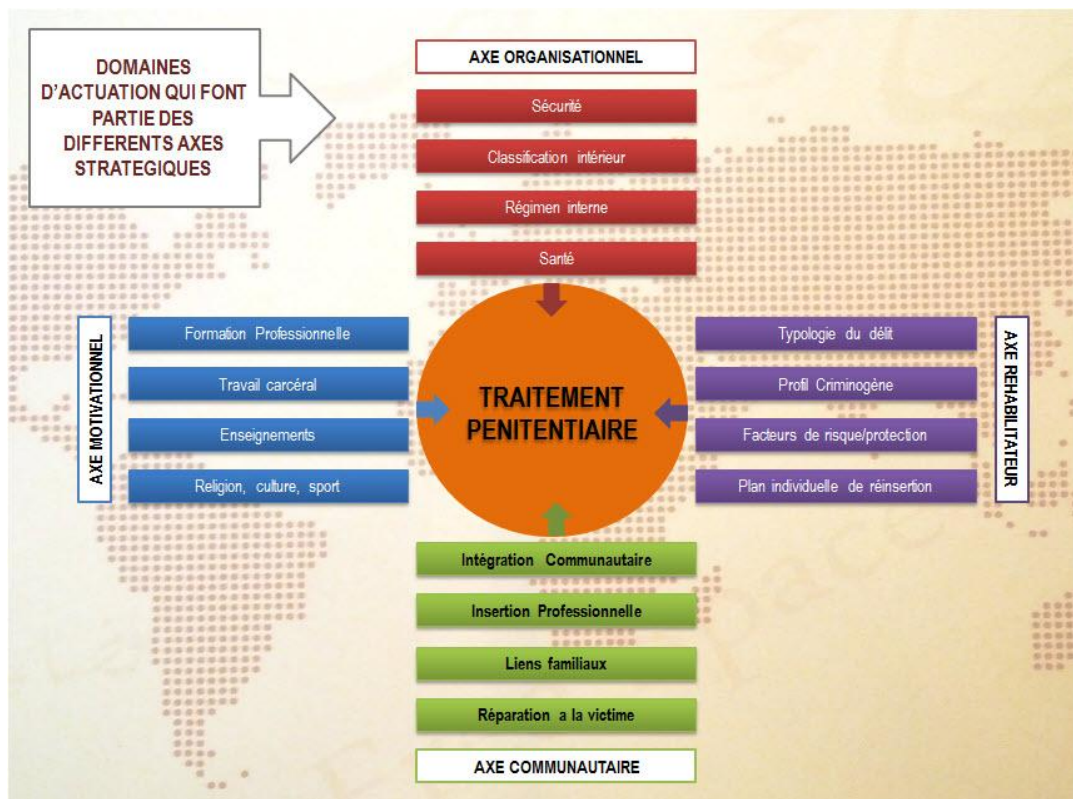 DOMAINES
D'ACTUATION QUI FONT
PARTIE DES
DIFFERENTS AXES
STRATEGIQUES
AXE ORGANISATIONNEL
Sécurité
Classification intérieur
Régimen interne
Santé
AXE MOTIVATIONNEL
Formation Professionnelle
Travail carcéral
Enseignements
Religion, culture, sport
TRAITEMENT
PENITENTIAIRE
Typologie du délit
Profil Criminogène
Facteurs de risque/protection
Plan individuelle de réinsertion
AXE REHABILITATEUR
Intégration Communautaire
Insertion Professionnelle
Liens familiaux
Réparation a la victime
AXE COMMUNAUTAIRE